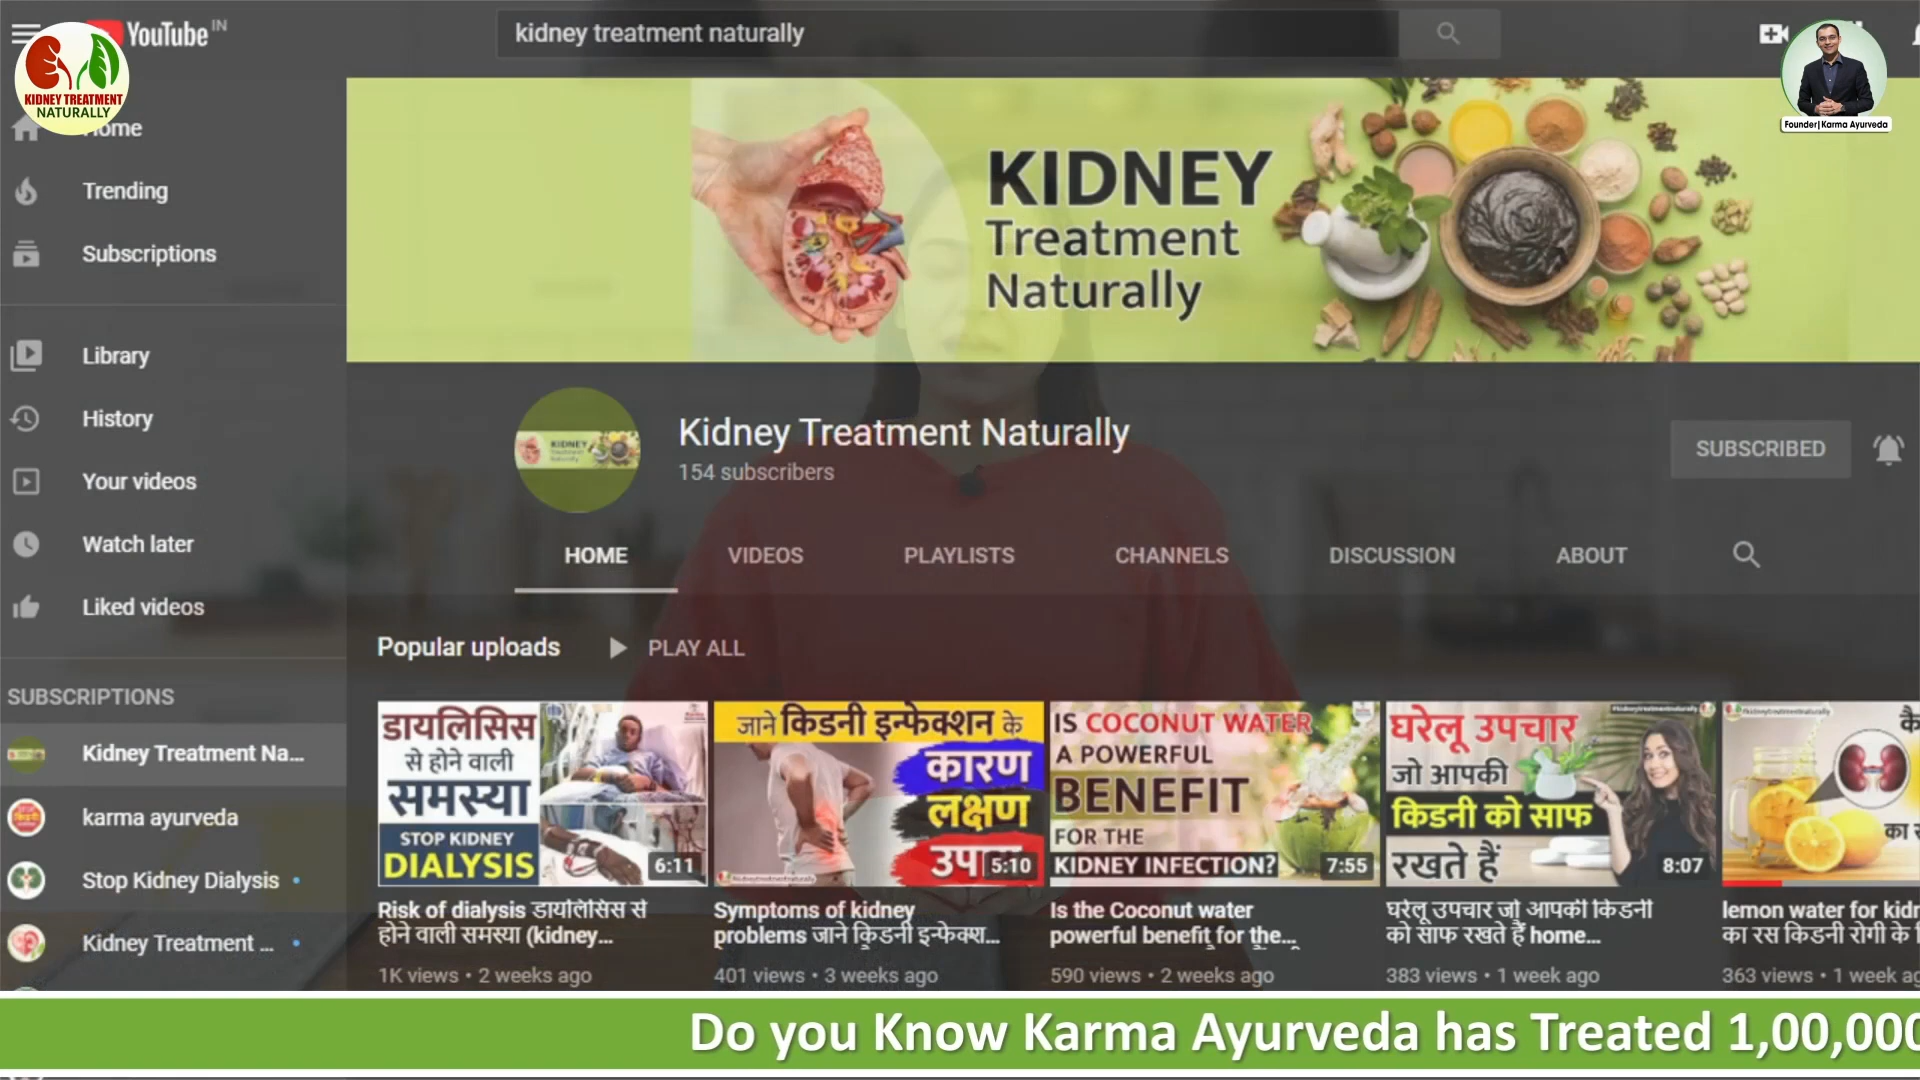 YouTube IN
kidney treatment naturally
KIDNEY TREATMENT
NATURALLY
Founder|Karma Ayurveda
Home
Trending
Subscriptions
Library
History
Your videos
Watch later
Liked videos
SUBSCRIPTIONS
Kidney Treatment Na...
karma ayurveda
Stop Kidney Dialysis
Kidney Treatment ...
KIDNEY
Treatment
Naturally
KIDNEY
Treatment
Naturally
Kidney Treatment Naturally
154 subscribers
SUBSCRIBED
HOME
VIDEOS
PLAYLISTS
CHANNELS
DISCUSSION
ABOUT
Popular uploads
PLAY ALL
डायलिसिस
से होने वाली
समस्या
STOP KIDNEY
DIALYSIS
6:11
Risk of dialysis डायलिसिस से
होने वाली समस्या (kidney...
1K views • 2 weeks ago
जाने किडनी इन्फेक्शन के
कारण
लक्षण
5:10
Symptoms of kidney
problems जाने किडनी इन्फेक्श...
401 views • 3 weeks ago
IS COCONUT WATER
A POWERFUL
BENEFIT
FOR THE
KIDNEY INFECTION?
7:55
Is the Coconut water
powerful benefit for the...
590 views • 2 weeks ago
#kidneytreatmentnaturally
घरेलू उपचार
जो आपकी
किडनी को साफ
रखते हैं
8:07
घरेलू उपचार जो आपकी किडनी
को साफ रखते हैं home...
383 views • 1 week ago
#kidneytreatmentnaturally
का
lemon water for kidn
का रस किडनी रोगी के
363 views • 1 week ag
Do you Know Karma Ayurveda has Treated 1,00,000